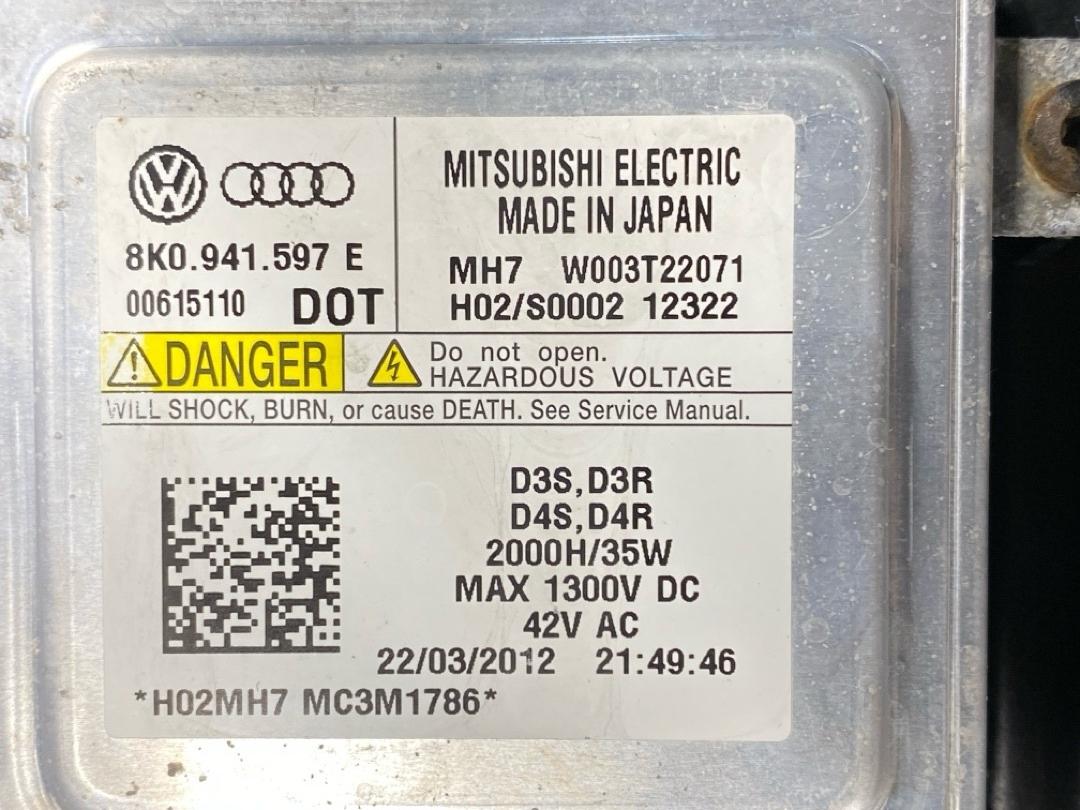 8K0.941.597 E
00615110 DOT
MITSUBISHI ELECTRIC
MADE IN JAPAN
MH7 W003T22071
H02/S0002 12322
DANGER
Do not open.
HAZARDOUS VOLTAGE
WILL SHOCK, BURN, or cause DEATH. See Service Manual.
D3S,D3R
D4S,D4R
2000H/35W
MAX 1300V DC
42V AC
22/03/2012 21:49:46
*H02MH7 MC3M1786*